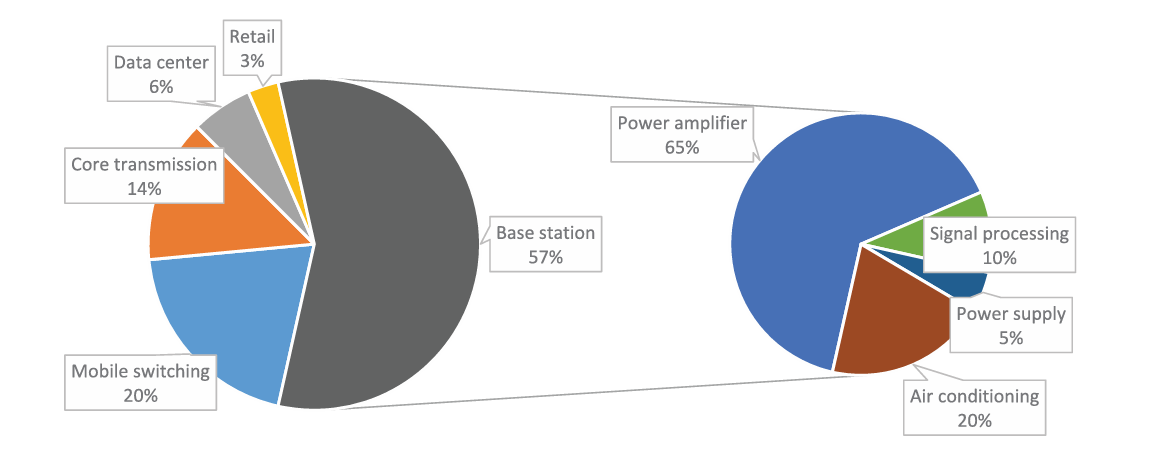 Retail
3%
Data center
6%
Core transmission
14%
Mobile switching
20%
Base station
57%
Power amplifier
65%
Signal processing
10%
Power supply
5%
Air conditioning
20%